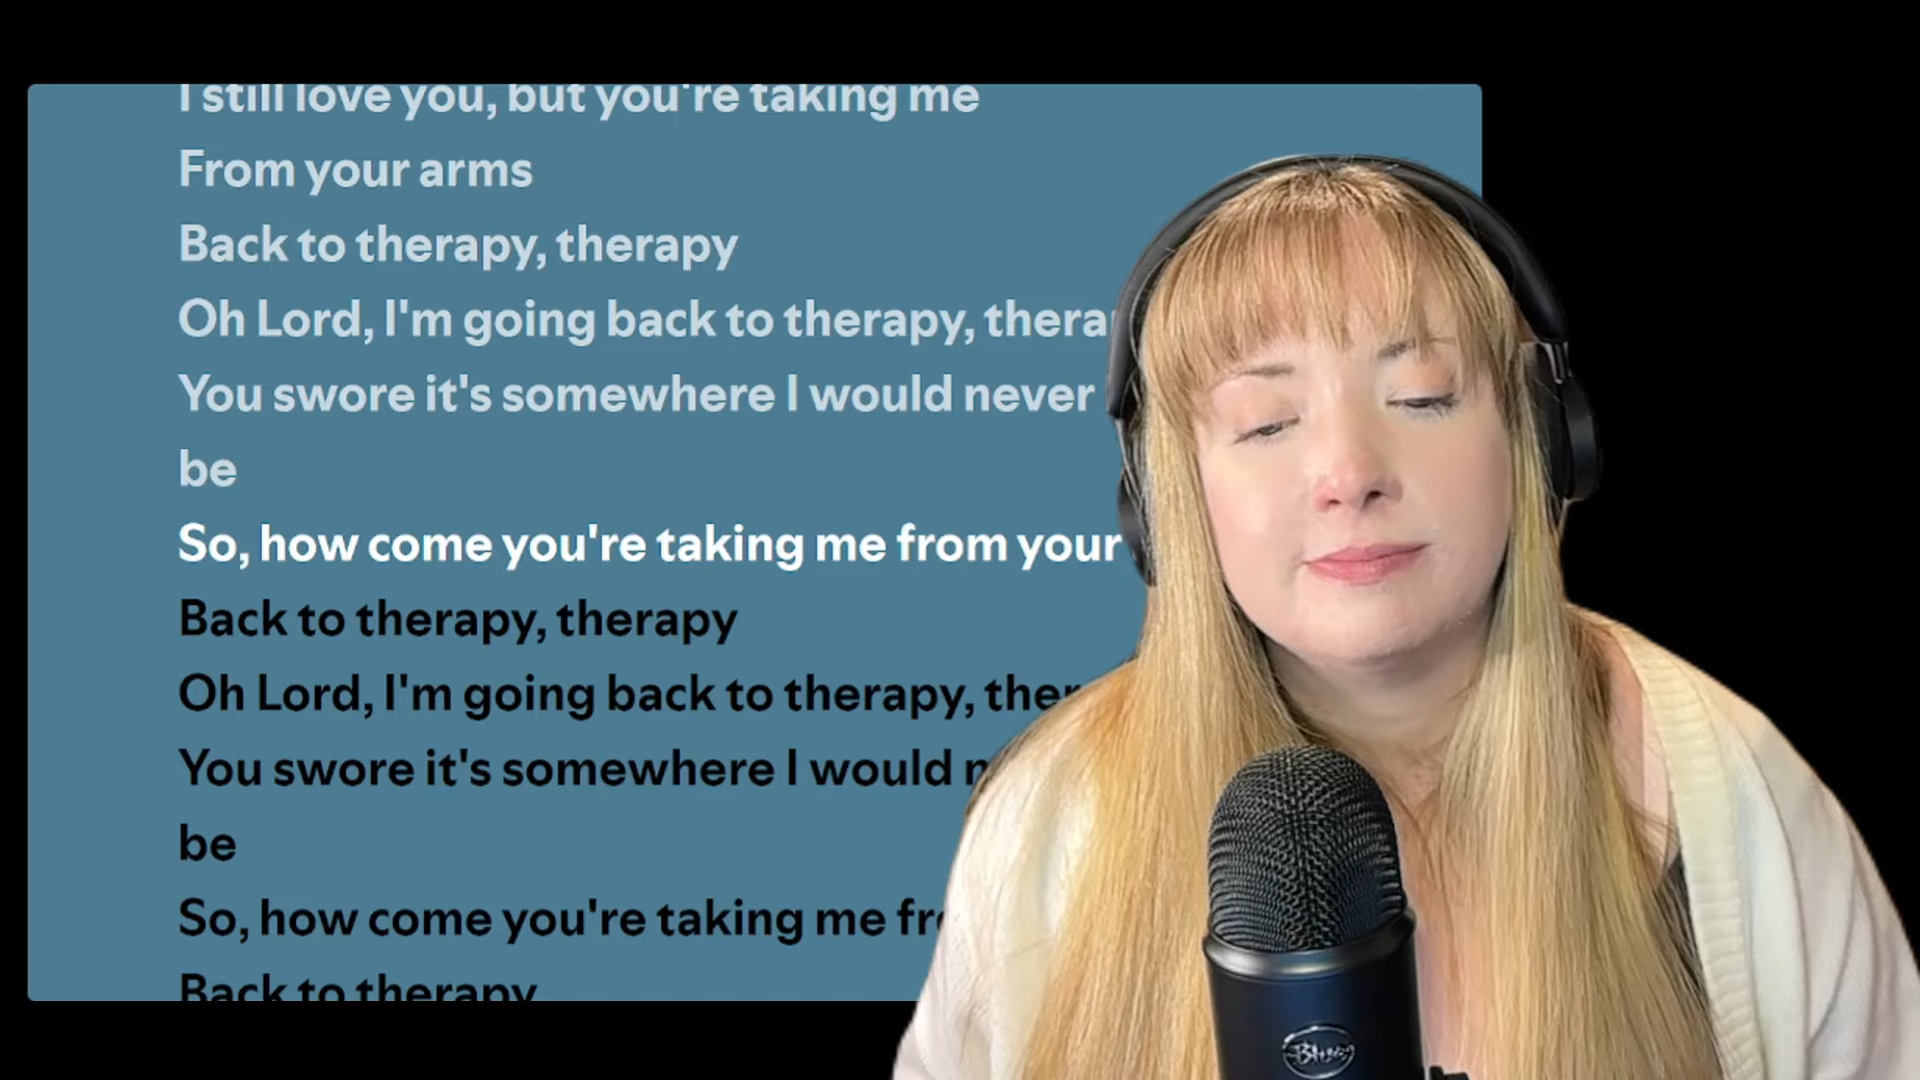 I still love you, but you're taking me
From your arms
Back to therapy, therapy
Oh Lord, I'm going back to therapy,
You swore it's somewhere I would never
be
So, how come you're taking me from your
Back to therapy, therapy
Oh Lord, I'm going back to therapy,
You swore it's somewhere I would
be
So, how come you're taking me
Back to therapy
Blue